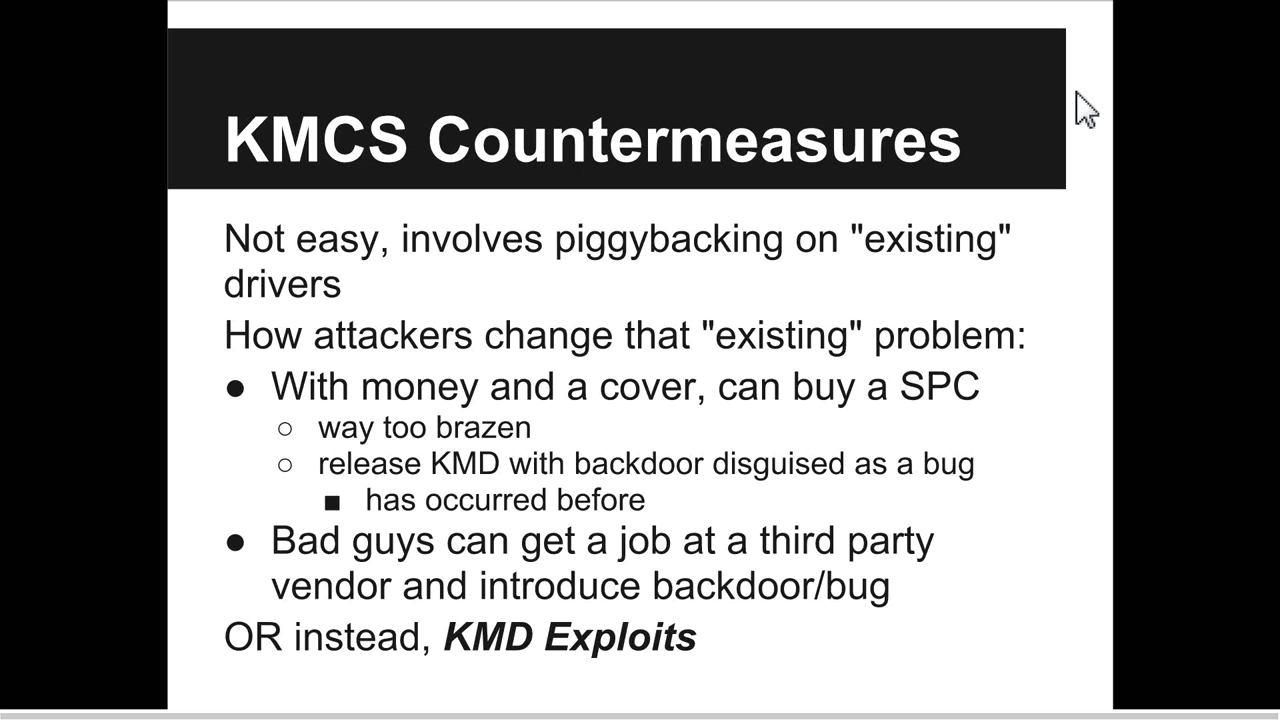 KMCS Countermeasures
Not easy, involves piggybacking on "existing"
drivers
How attackers change that "existing" problem:
● With money and a cover, can buy a SPC
○ way too brazen
○ release KMD with backdoor disguised as a bug
■ has occurred before
● Bad guys can get a job at a third party
vendor and introduce backdoor/bug
OR instead, KMD Exploits